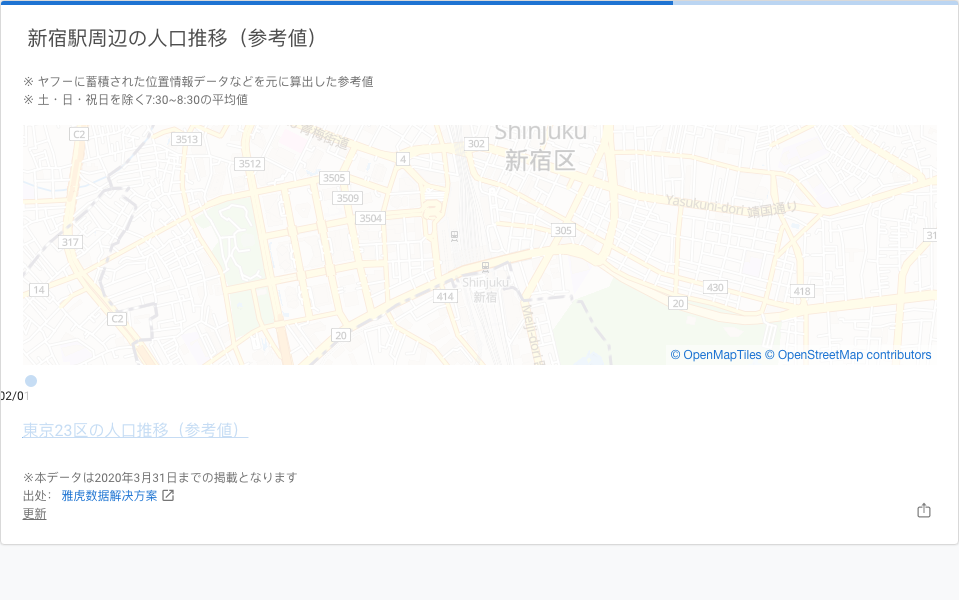 新宿駅周辺の人口推移（参考値）
※ ヤフーに蓄積された位置情報データなどを元に算出した参考値
※ 土・日・祝日を除く7:30~8:30の平均値
Shinjuku
新宿区
C2
3513
青梅街道
302
4
3512
3505
3509
3504
Yasukuni-dori 靖国通り
305
317
31
Shinjuku
新宿
14
414
430
418
20
C2
20
Meiji-dori
© OpenMapTiles © OpenStreetMap contributors
02/01
東京23区の人口推移（参考値）
※本データは2020年3月31日までの掲載となります
出处： 雅虎数据解决方案
更新